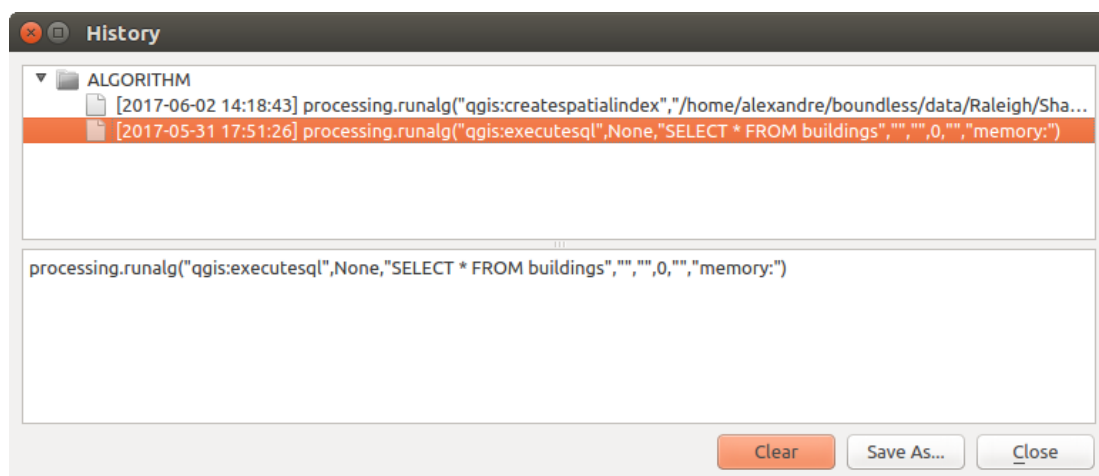 History
ALGORITHM
[2017-06-02 14:18:43] processing.runalg("qgis:createspatialindex","/home/alexandre/boundless/data/Raleigh/Sha...
[2017-05-31 17:51:26] processing.runalg("qgis:executesql",None,"SELECT * FROM buildings","","",0,"","memory:")
processing.runalg("qgis:executesql",None,"SELECT * FROM buildings","","",0,"","memory:")
Clear Save As... Close